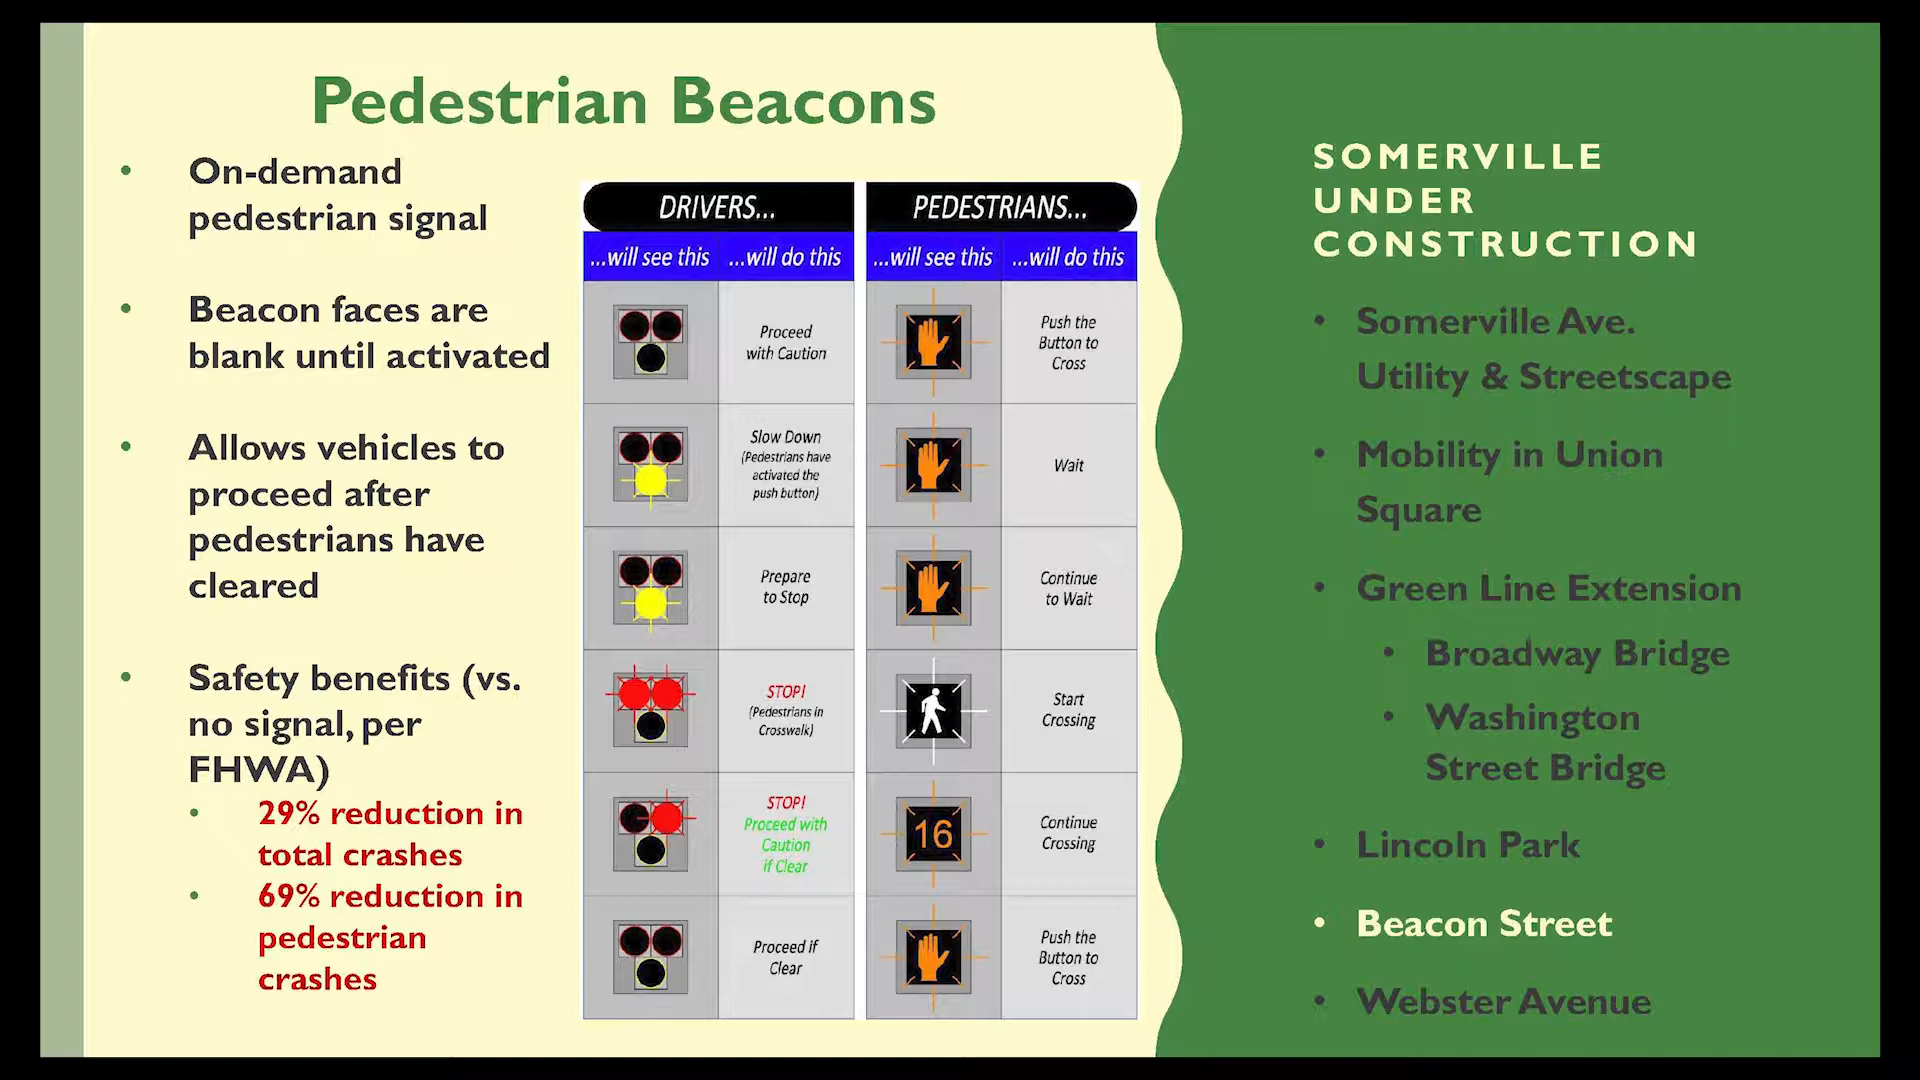 Pedestrian Beacons
• On-demand
pedestrian signal
• Beacon faces are
blank until activated
• Allows vehicles to
proceed after
pedestrians have
cleared
• Safety benefits (vs.
no signal, per
FHWA)
• 29% reduction in
total crashes
• 69% reduction in
pedestrian
crashes
DRIVERS...
...will see this ...will do this
Proceed
with Caution
Slow Down
(Pedestrians have
activated the
push button)
Prepare
to Stop
STOP!
(Pedestrians in
Crosswalk)
STOP!
Proceed with
Caution
if Clear
Proceed if
Clear
PEDESTRIANS...
...will see this ...will do this
Push the
Button to
Cross
Wait
Continue
to Wait
Start
Crossing
16
Continue
Crossing
Push the
Button to
Cross
SOMERVILLE
UNDER
CONSTRUCTION
• Somerville Ave.
Utility & Streetscape
• Mobility in Union
Square
• Green Line Extension
• Broadway Bridge
• Washington
Street Bridge
• Lincoln Park
• Beacon Street
• Webster Avenue